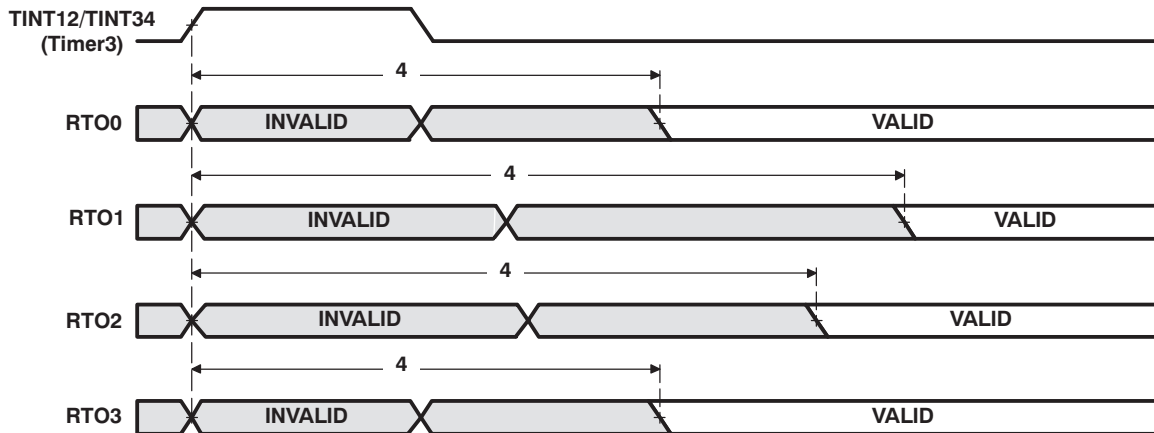 TINT12/TINT34
(Timer3)
4
RTO0 INVALID VALID
4
RTO1 INVALID VALID
4
RTO2 INVALID VALID
4
RTO3 INVALID VALID